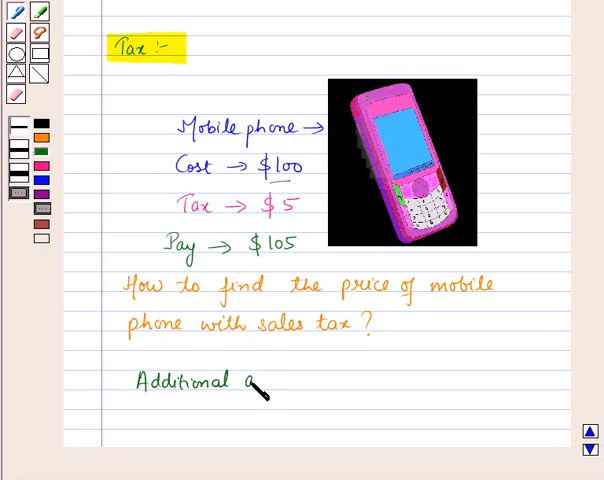 Tax :-
Mobile phone →
Cost → $100
Tax → $5
Pay → $105
How to find the price of mobile
phone with sales tax ?
Additional a